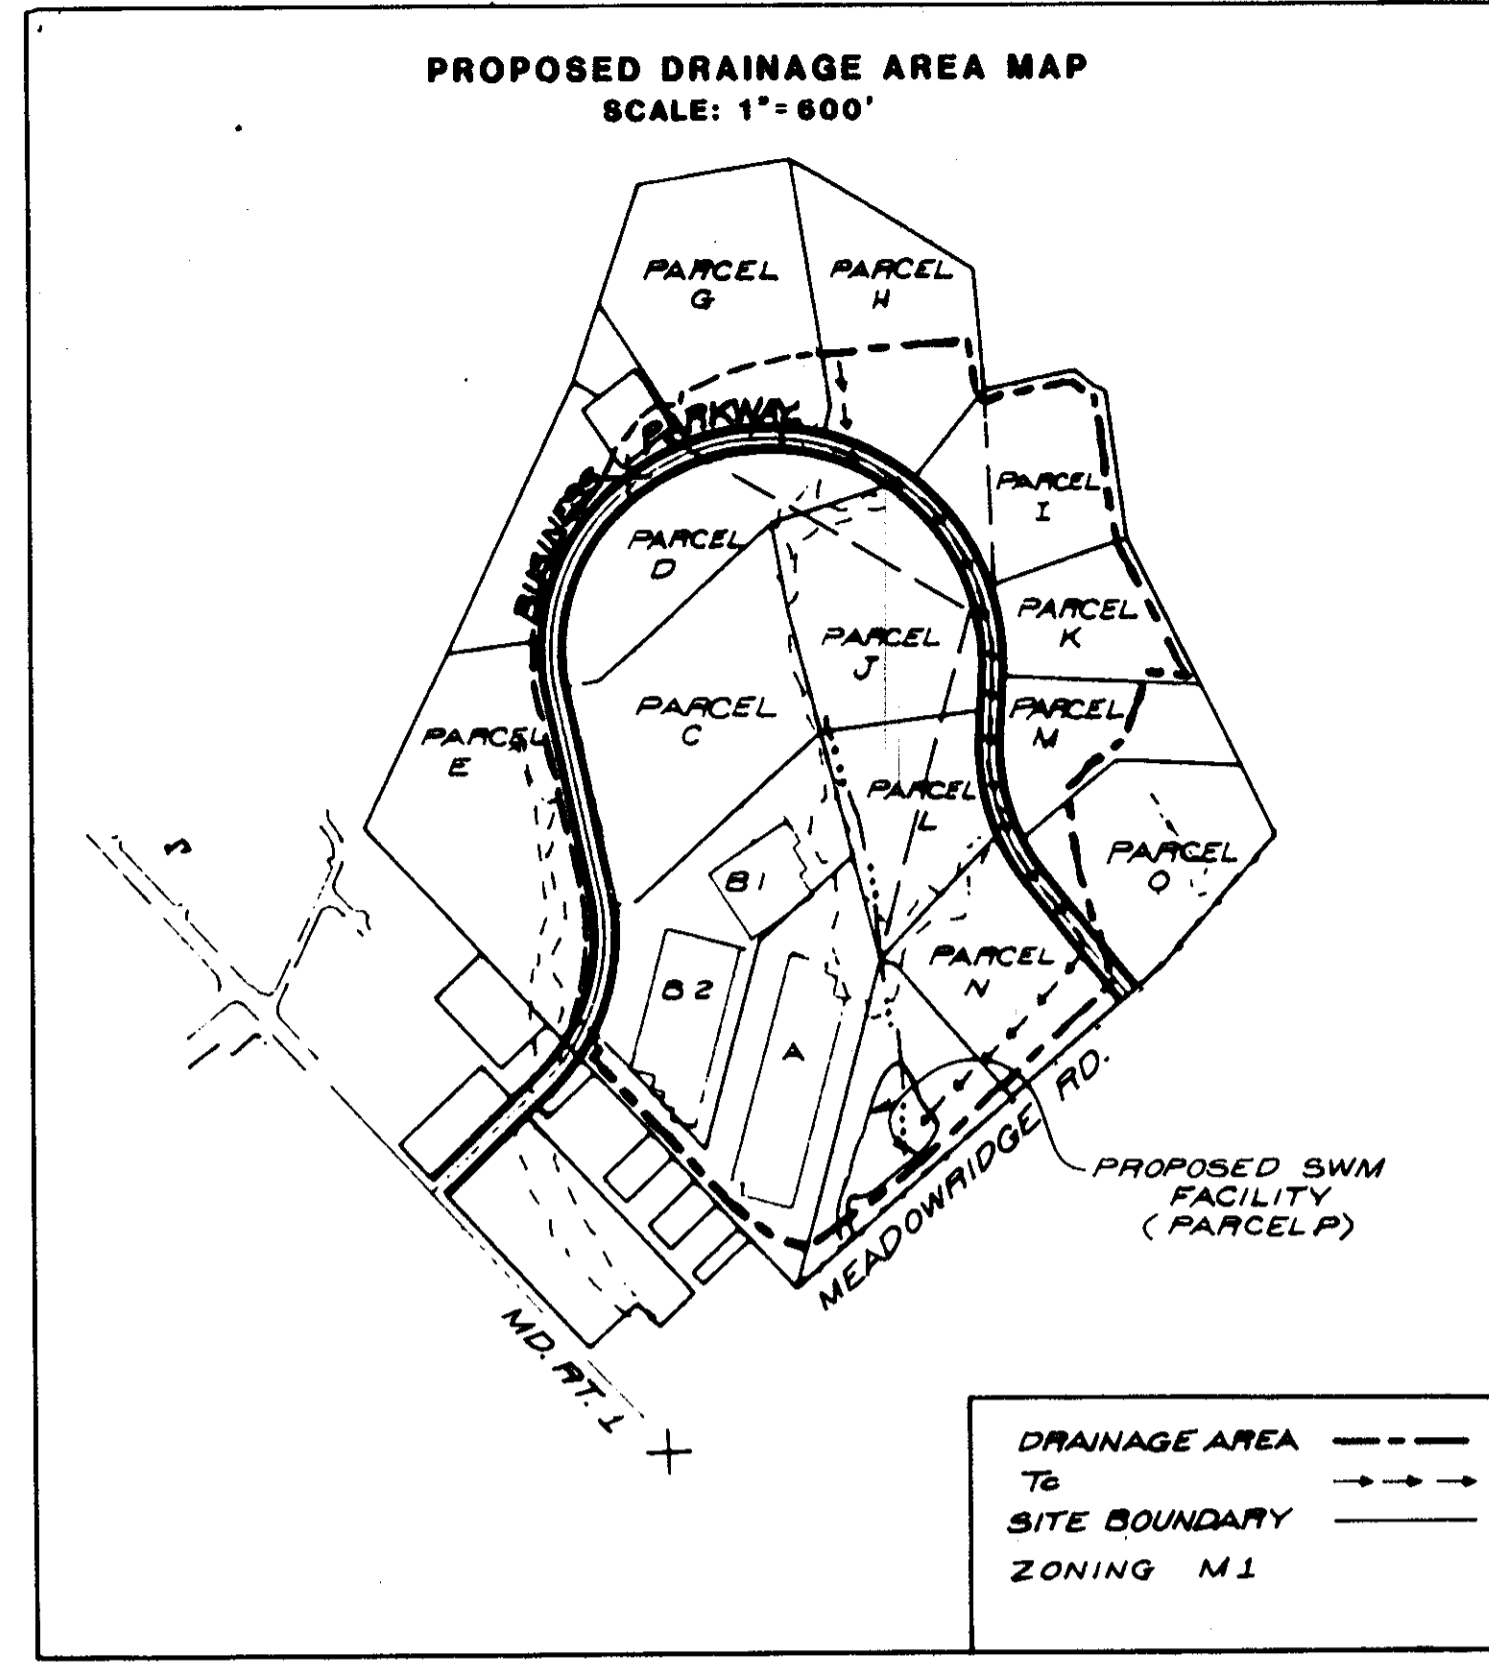 PROPOSED DRAINAGE AREA MAP
SCALE: 1"=600'
PARCEL
G
PARCEL
H
BUSINESS PARKWAY
PARCEL
I
PARCEL
D
PARCEL
K
PARCEL
J
PARCEL
C
PARCEL
M
PARCEL
E
PARCEL
L
PARCEL
O
B1
PARCEL
N
B2
A
MEADOWRIDGE RD.
PROPOSED SWM
FACILITY
(PARCEL P)
MD. RT. 1
DRAINAGE AREA
Tc
SITE BOUNDARY
ZONING M1